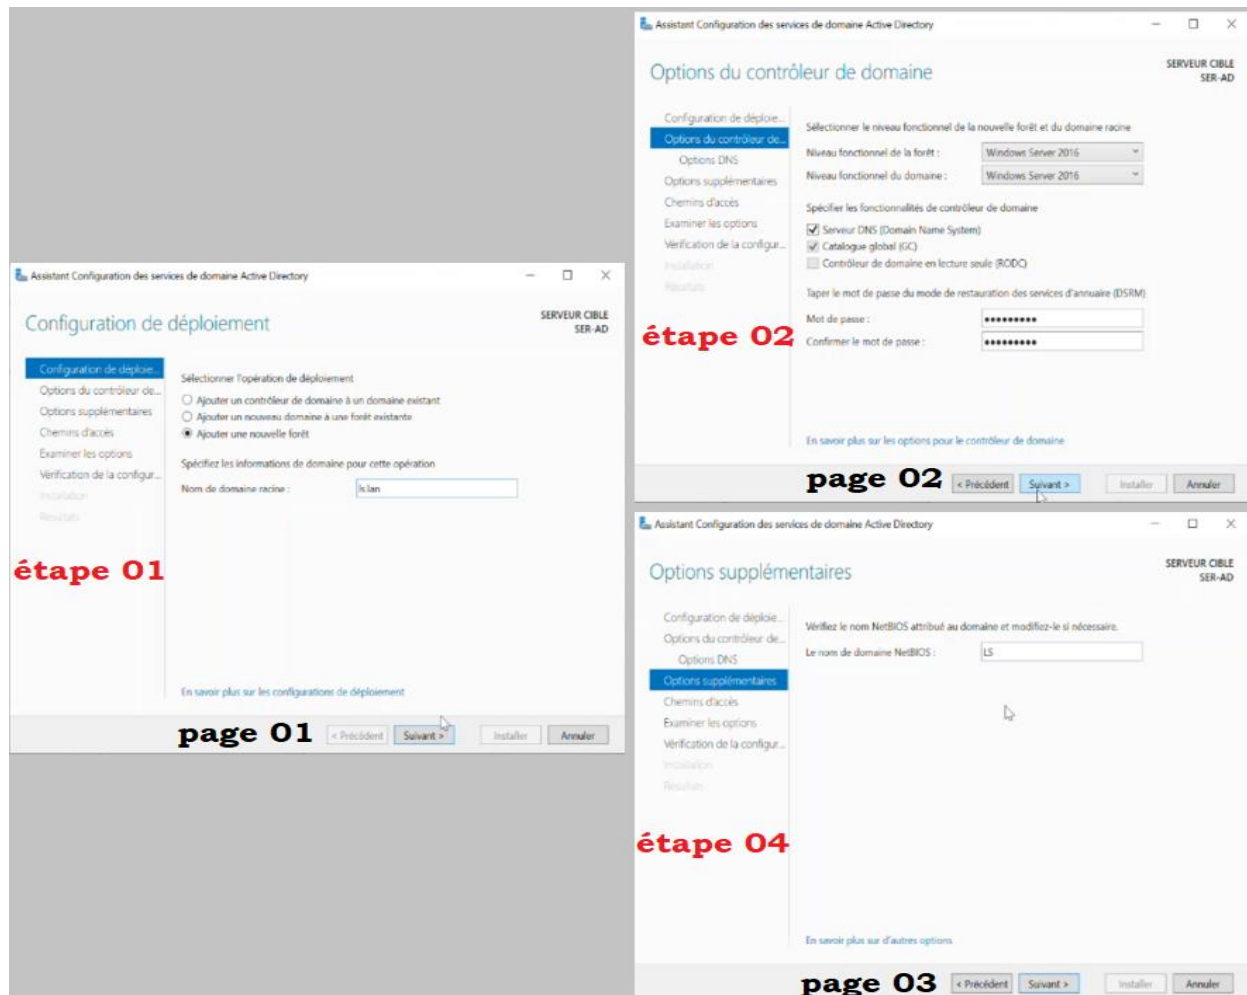 Assistant Configuration des services de domaine Active Directory
Configuration de déploiement
SERVEUR CIBLE
SER-AD
Configuration de déploie...
Options du contrôleur de...
Options supplémentaires
Chemins d'accès
Examiner les options
Vérification de la configur...
Installation
Résultats
Sélectionner l'opération de déploiement
Ajouter un contrôleur de domaine à un domaine existant
Ajouter un nouveau domaine à une forêt existante
Ajouter une nouvelle forêt
Spécifiez les informations de domaine pour cette opération
Nom de domaine racine : ls.lan
étape 01
En savoir plus sur les configurations de déploiement
page 01 < Précédent Suivant > Installer Annuler
Assistant Configuration des services de domaine Active Directory
Options du contrôleur de domaine
SERVEUR CIBLE
SER-AD
Configuration de déploie...
Options du contrôleur de...
Options DNS
Options supplémentaires
Chemins d'accès
Examiner les options
Vérification de la configur...
Installation
Résultats
Sélectionner le niveau fonctionnel de la nouvelle forêt et du domaine racine
Niveau fonctionnel de la forêt : Windows Server 2016
Niveau fonctionnel du domaine : Windows Server 2016
Spécifier les fonctionnalités de contrôleur de domaine
Serveur DNS (Domain Name System)
Catalogue global (GC)
Contrôleur de domaine en lecture seule (RODC)
Taper le mot de passe du mode de restauration des services d'annuaire (DSRM)
Mot de passe : •••••••••
Confirmer le mot de passe : •••••••••
étape 02
En savoir plus sur les options pour le contrôleur de domaine
page 02 < Précédent Suivant > Installer Annuler
Assistant Configuration des services de domaine Active Directory
Options supplémentaires
SERVEUR CIBLE
SER-AD
Configuration de déploie...
Options du contrôleur de...
Options DNS
Options supplémentaires
Chemins d'accès
Examiner les options
Vérification de la configur...
Installation
Résultats
Vérifiez le nom NetBIOS attribué au domaine et modifiez-le si nécessaire.
Le nom de domaine NetBIOS : LS
étape 04
En savoir plus sur d'autres options
page 03 < Précédent Suivant > Installer Annuler